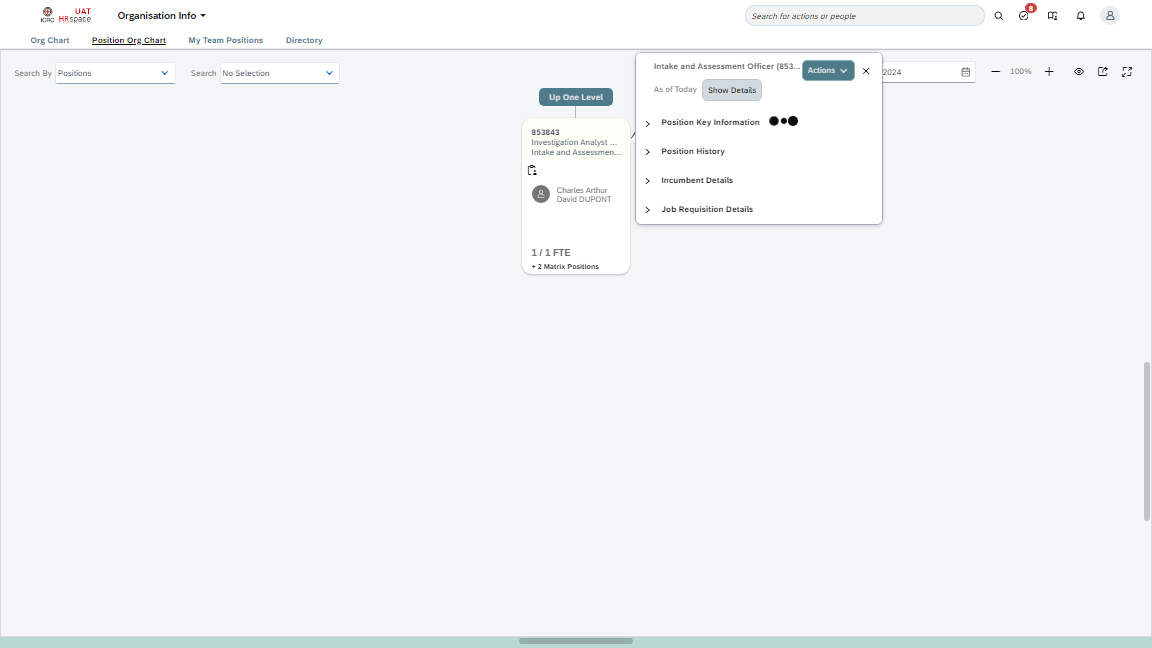 ICRC UAT HRspace
Organisation Info
Search for actions or people
8
Org Chart
Position Org Chart
My Team Positions
Directory
Search By
Positions
Search
No Selection
2024
100%
Up One Level
853843
Investigation Analyst ...
Intake and Assessmen...
Charles Arthur
David DUPONT
1 / 1 FTE
+ 2 Matrix Positions
Intake and Assessment Officer (853...
Actions
As of Today
Show Details
Position Key Information
Position History
Incumbent Details
Job Requisition Details